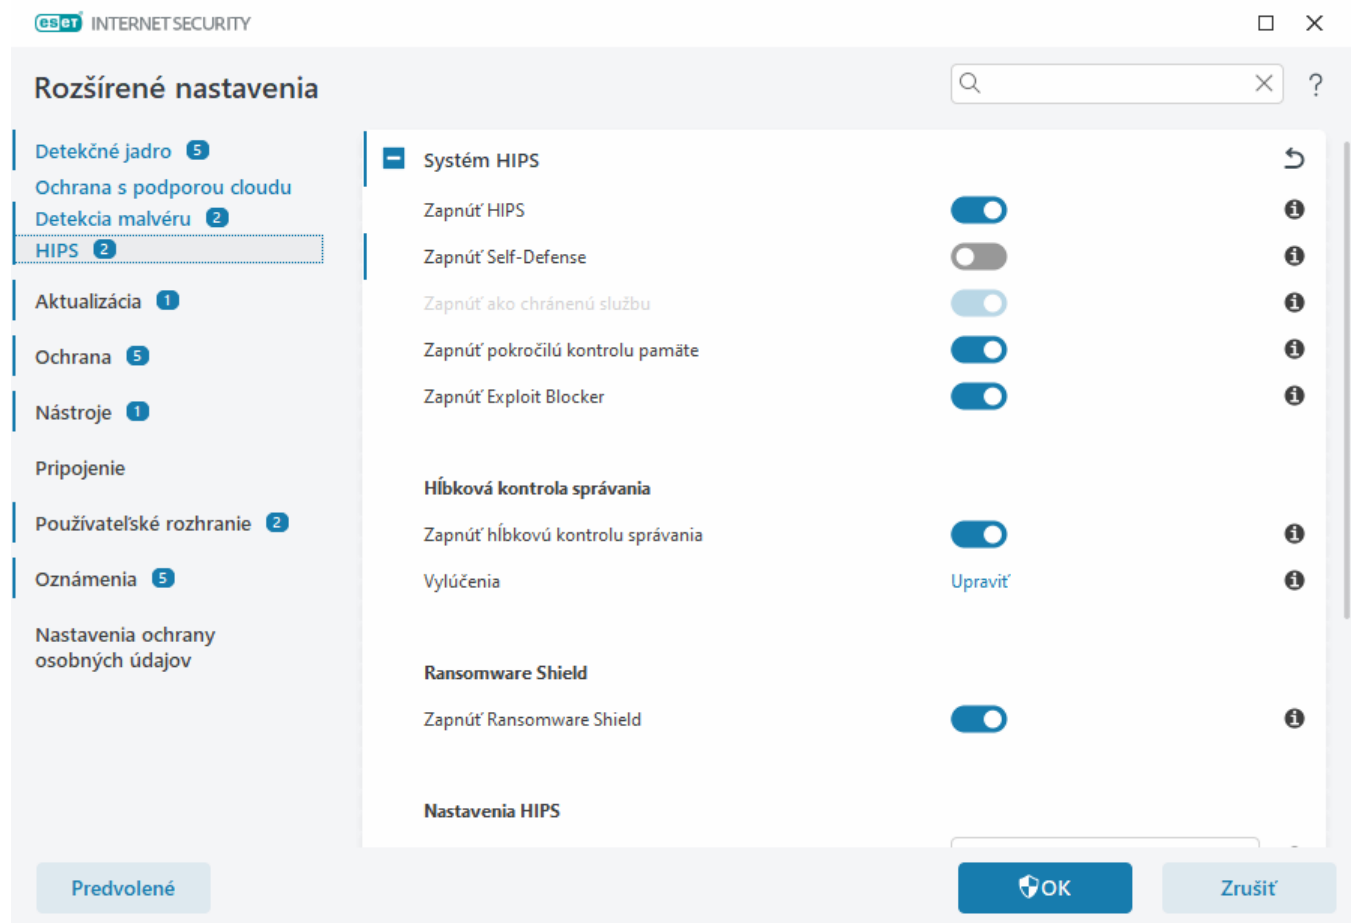 eset INTERNET SECURITY
Rozšírené nastavenia
?
Detekčné jadro 5
Ochrana s podporou cloudu
Detekcia malvéru 2
HIPS 2
Aktualizácia 1
Ochrana 5
Nástroje 1
Pripojenie
Používateľské rozhranie 2
Oznámenia 5
Nastavenia ochrany
osobných údajov
Systém HIPS
Zapnúť HIPS
Zapnúť Self-Defense
Zapnúť ako chránenú službu
Zapnúť pokročilú kontrolu pamäte
Zapnúť Exploit Blocker
Hĺbková kontrola správania
Zapnúť hĺbkovú kontrolu správania
Vylúčenia Upraviť
Ransomware Shield
Zapnúť Ransomware Shield
Nastavenia HIPS
Predvolené
OK
Zrušiť